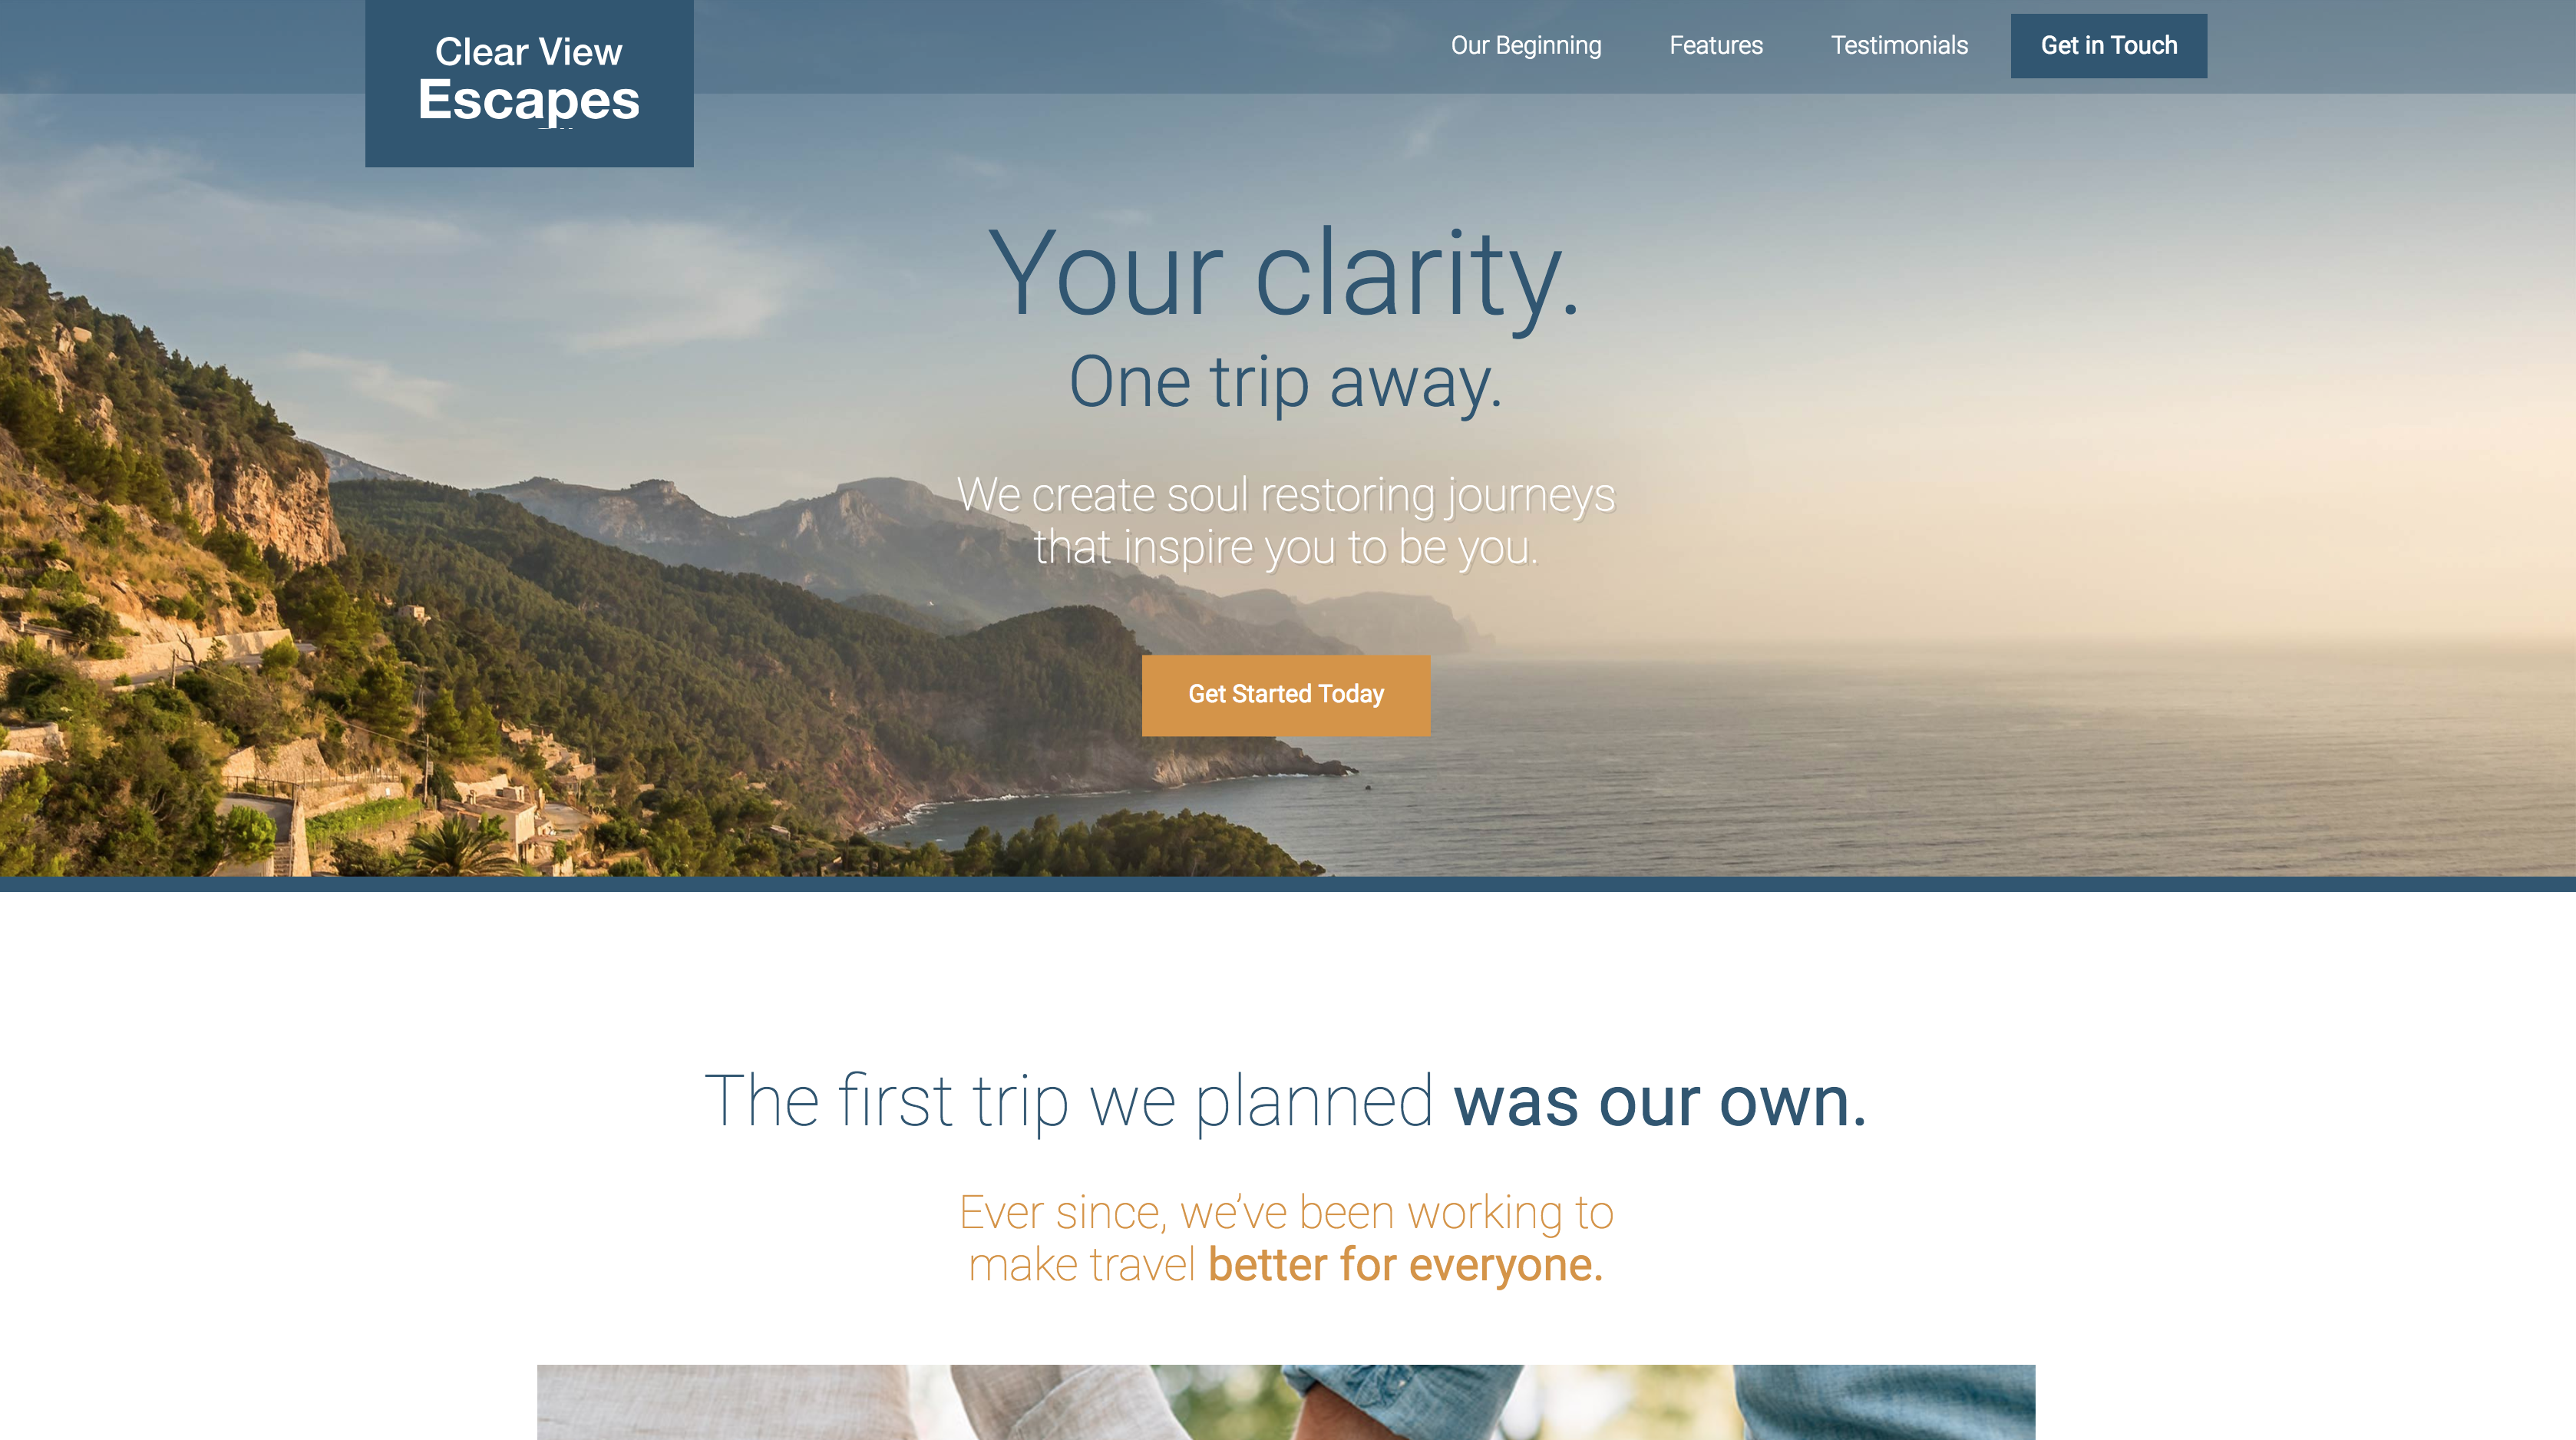 Clear View
Escapes
Our Beginning
Features
Testimonials
Get in Touch
Your clarity.
One trip away.
We create soul restoring journeys
that inspire you to be you.
Get Started Today
The first trip we planned was our own.
Ever since, we’ve been working to
make travel better for everyone.